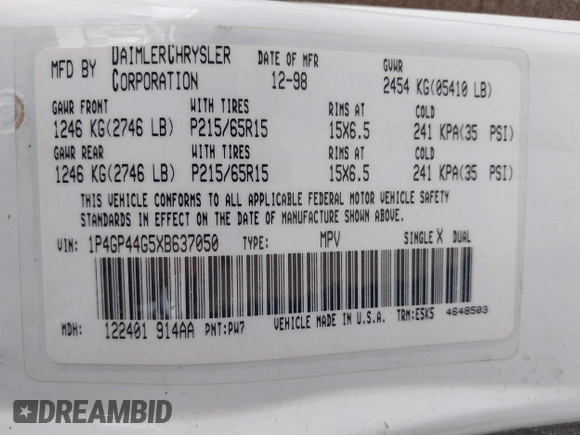 MFD BY DAIMLERCHRYSLER CORPORATION DATE OF MFR 12-98 GVWR 2454 KG(05410 LB)
GAWR FRONT WITH TIRES RIMS AT COLD
1246 KG(2746 LB) P215/65R15 15X6.5 241 KPA(35 PSI)
GAWR REAR WITH TIRES RIMS AT COLD
1246 KG(2746 LB) P215/65R15 15X6.5 241 KPA(35 PSI)
THIS VEHICLE CONFORMS TO ALL APPLICABLE FEDERAL MOTOR VEHICLE SAFETY
STANDARDS IN EFFECT ON THE DATE OF MANUFACTURE SHOWN ABOVE.
VIN: 1P4GP44G5XB637050 TYPE: MPV SINGLE X DUAL
MDH: 122401 914AA PNT:PW7 VEHICLE MADE IN U.S.A. TRM:E5K5 4648503
DREAMBID